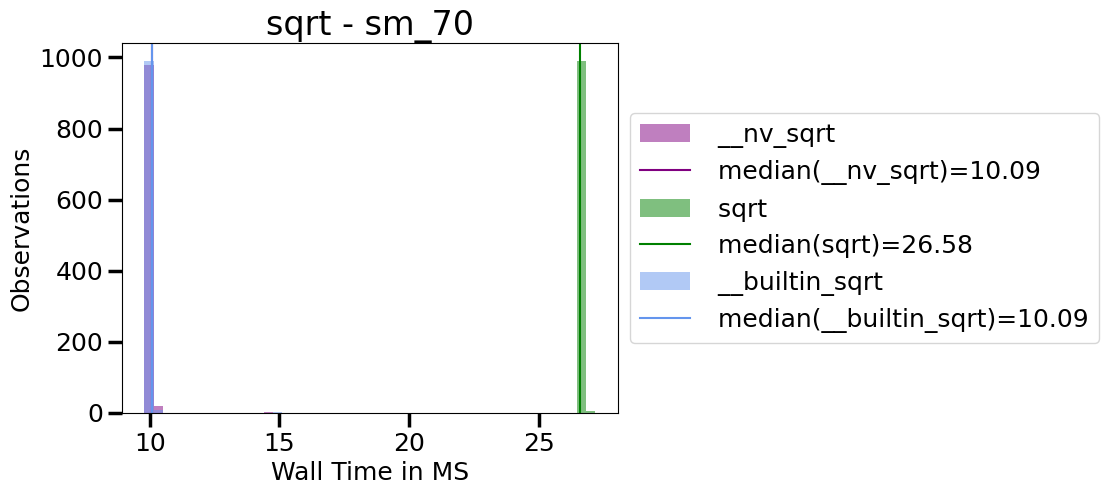 sqrt - sm_70
1000
800
600
400
200
0
Observations
10 15 20 25
Wall Time in MS
__nv_sqrt
median(__nv_sqrt)=10.09
sqrt
median(sqrt)=26.58
__builtin_sqrt
median(__builtin_sqrt)=10.09